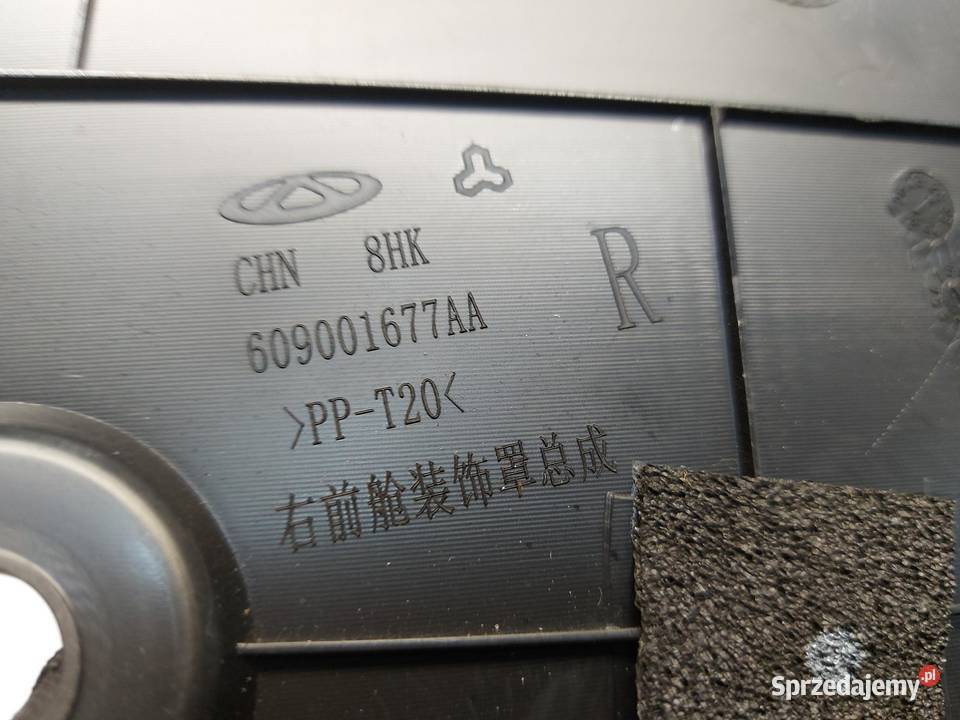 CHN 8HK
R
609001677AA
>PP-T20<
右前舱装饰罩总成
Sprzedajemy.pl